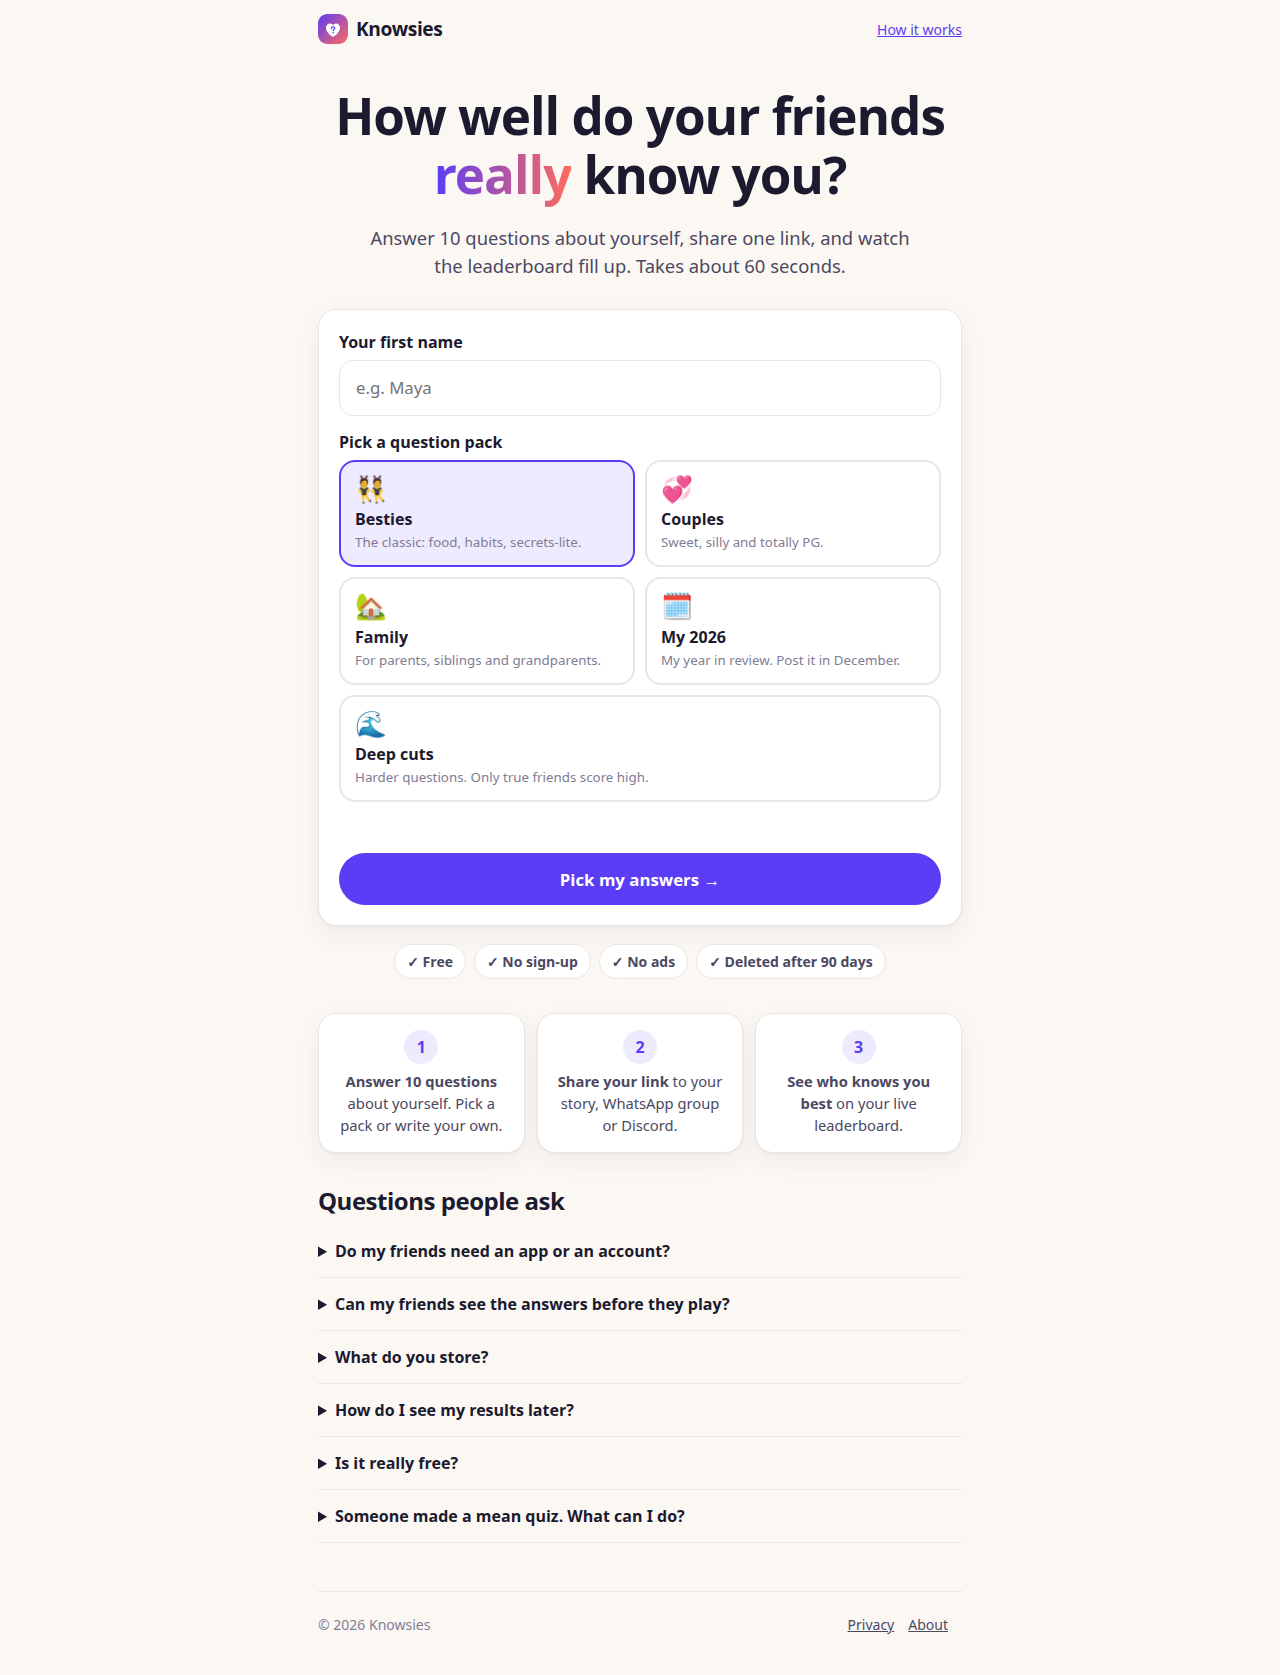 Knowsies
How it works
How well do your friends
really know you?
Answer 10 questions about yourself, share one link, and watch
the leaderboard fill up. Takes about 60 seconds.
Your first name
e.g. Maya
Pick a question pack
Besties
The classic: food, habits, secrets-lite.
Couples
Sweet, silly and totally PG.
Family
For parents, siblings and grandparents.
My 2026
My year in review. Post it in December.
Deep cuts
Harder questions. Only true friends score high.
Pick my answers →
✓ Free
✓ No sign-up
✓ No ads
✓ Deleted after 90 days
1
Answer 10 questions
about yourself. Pick a
pack or write your own.
2
Share your link to your
story, WhatsApp group
or Discord.
3
See who knows you
best on your live
leaderboard.
Questions people ask
Do my friends need an app or an account?
Can my friends see the answers before they play?
What do you store?
How do I see my results later?
Is it really free?
Someone made a mean quiz. What can I do?
© 2026 Knowsies
Privacy
About